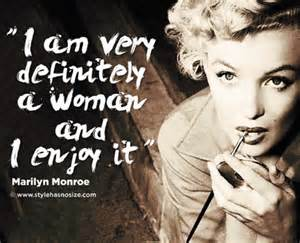 "I am very
definitely
a woman
and
I enjoy it"
Marilyn Monroe
© www.stylehasnosize.com